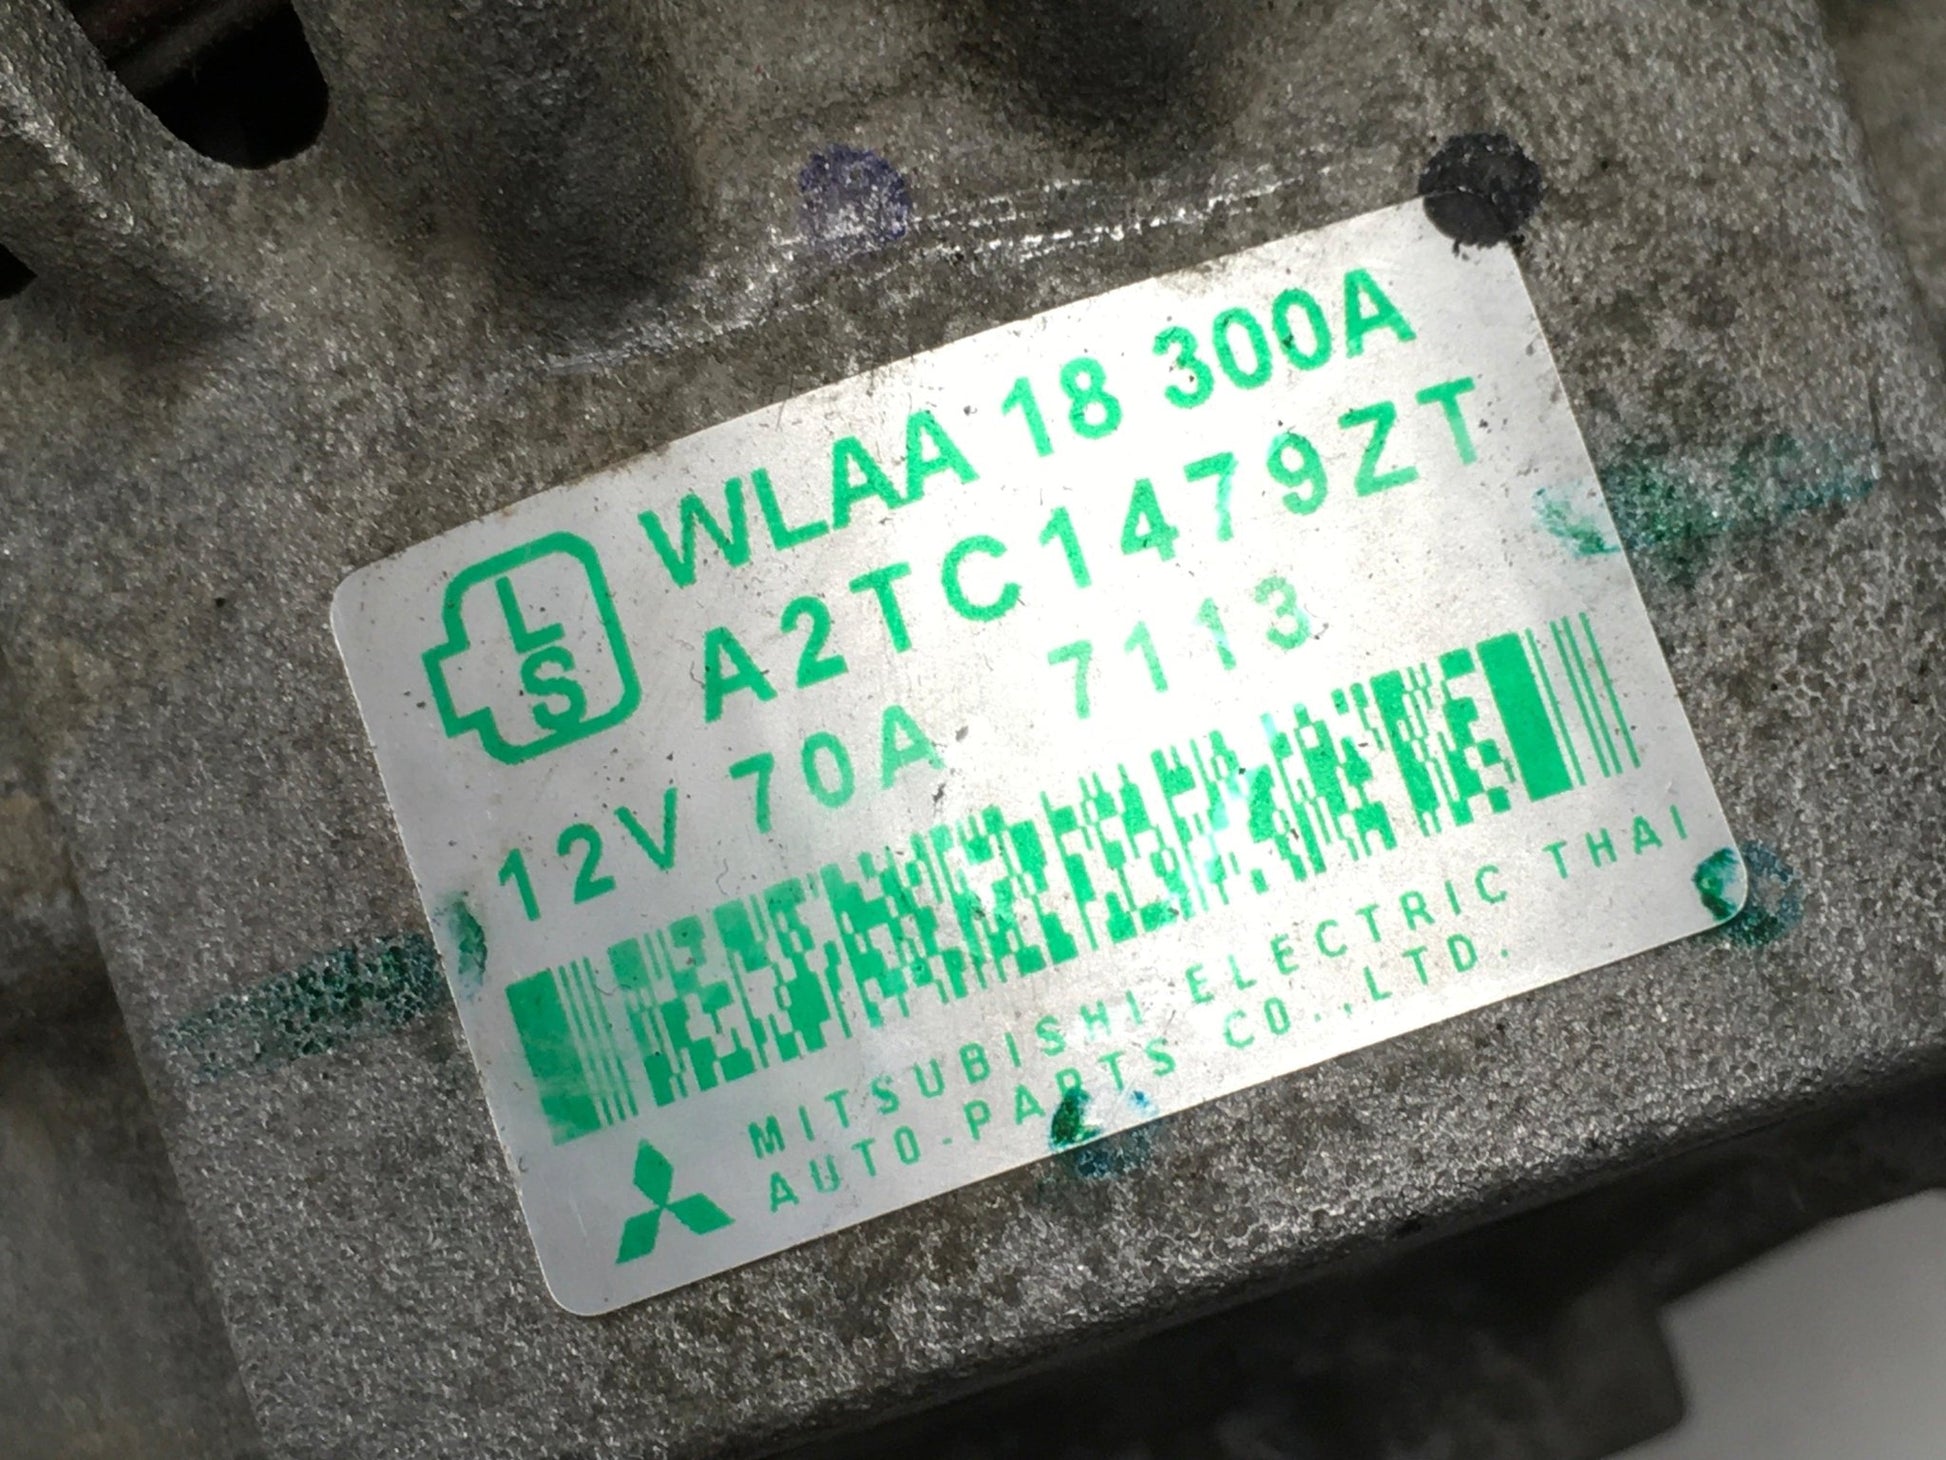 L
S
WLAA 18 300A
A2TC1479ZT
12V 70A 7113
MITSUBISHI ELECTRIC THAI
AUTO-PARTS CO.,LTD.